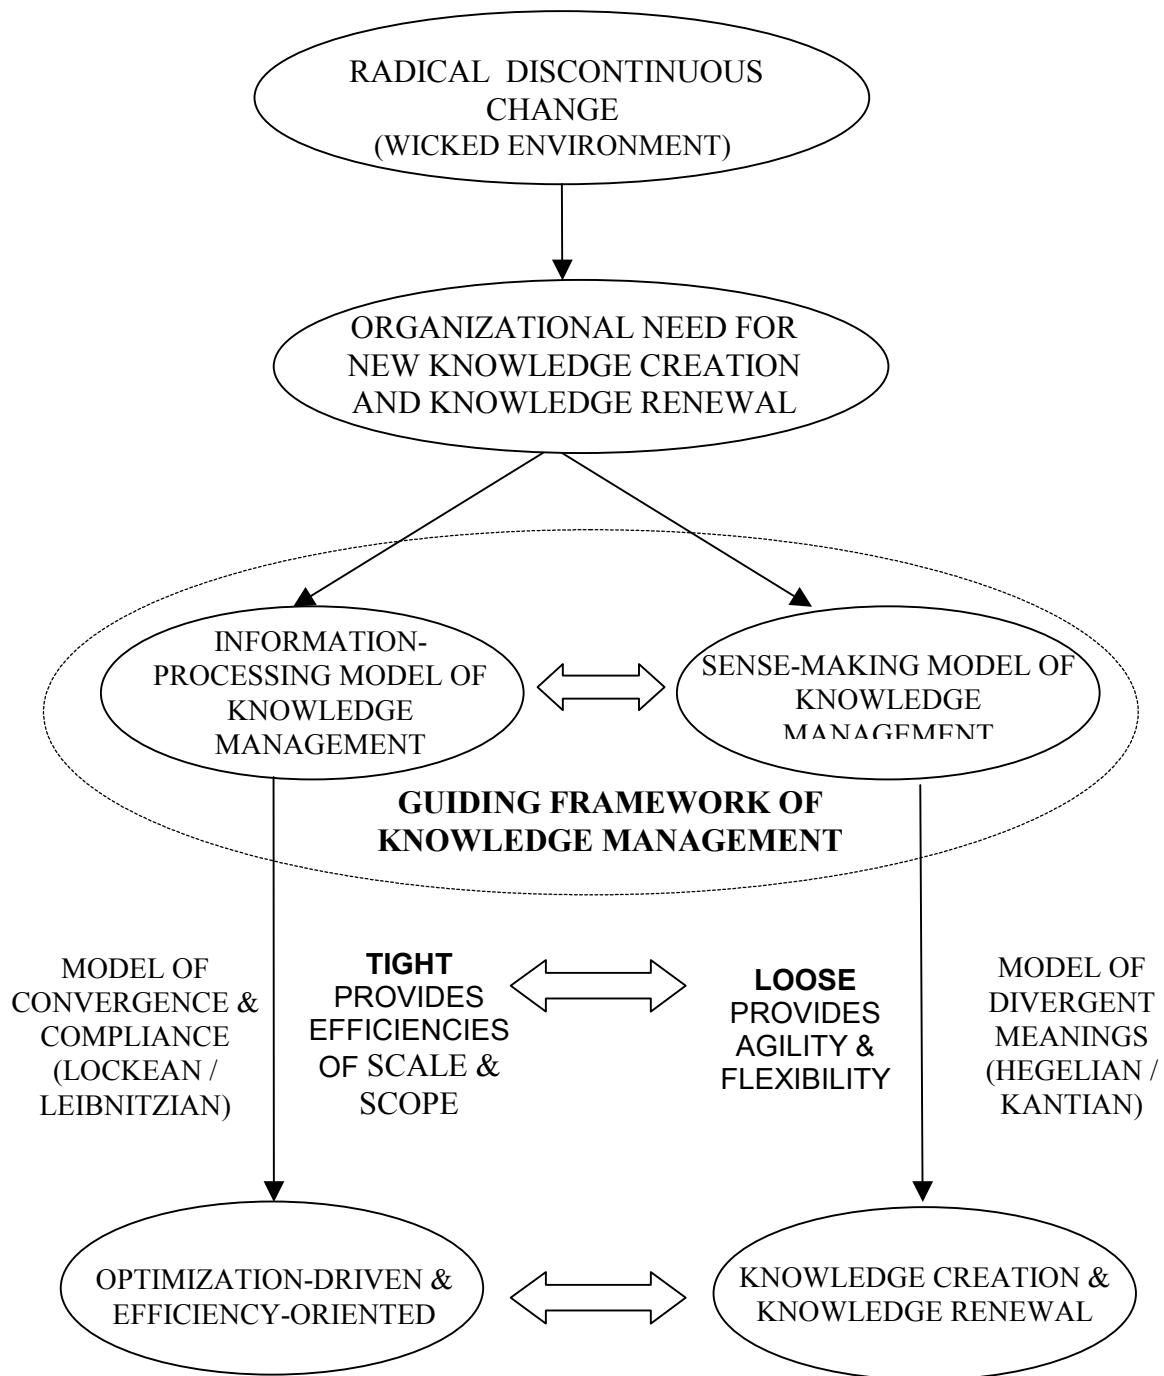 RADICAL DISCONTINUOUS
CHANGE
(WICKED ENVIRONMENT)
ORGANIZATIONAL NEED FOR
NEW KNOWLEDGE CREATION
AND KNOWLEDGE RENEWAL
INFORMATION-
PROCESSING MODEL OF
KNOWLEDGE
MANAGEMENT
SENSE-MAKING MODEL OF
KNOWLEDGE
MANAGEMENT
GUIDING FRAMEWORK OF
KNOWLEDGE MANAGEMENT
MODEL OF
CONVERGENCE &
COMPLIANCE
(LOCKEAN /
LEIBNITZIAN)
TIGHT
PROVIDES
EFFICIENCIES
OF SCALE &
SCOPE
LOOSE
PROVIDES
AGILITY &
FLEXIBILITY
MODEL OF
DIVERGENT
MEANINGS
(HEGELIAN /
KANTIAN)
OPTIMIZATION-DRIVEN &
EFFICIENCY-ORIENTED
KNOWLEDGE CREATION &
KNOWLEDGE RENEWAL